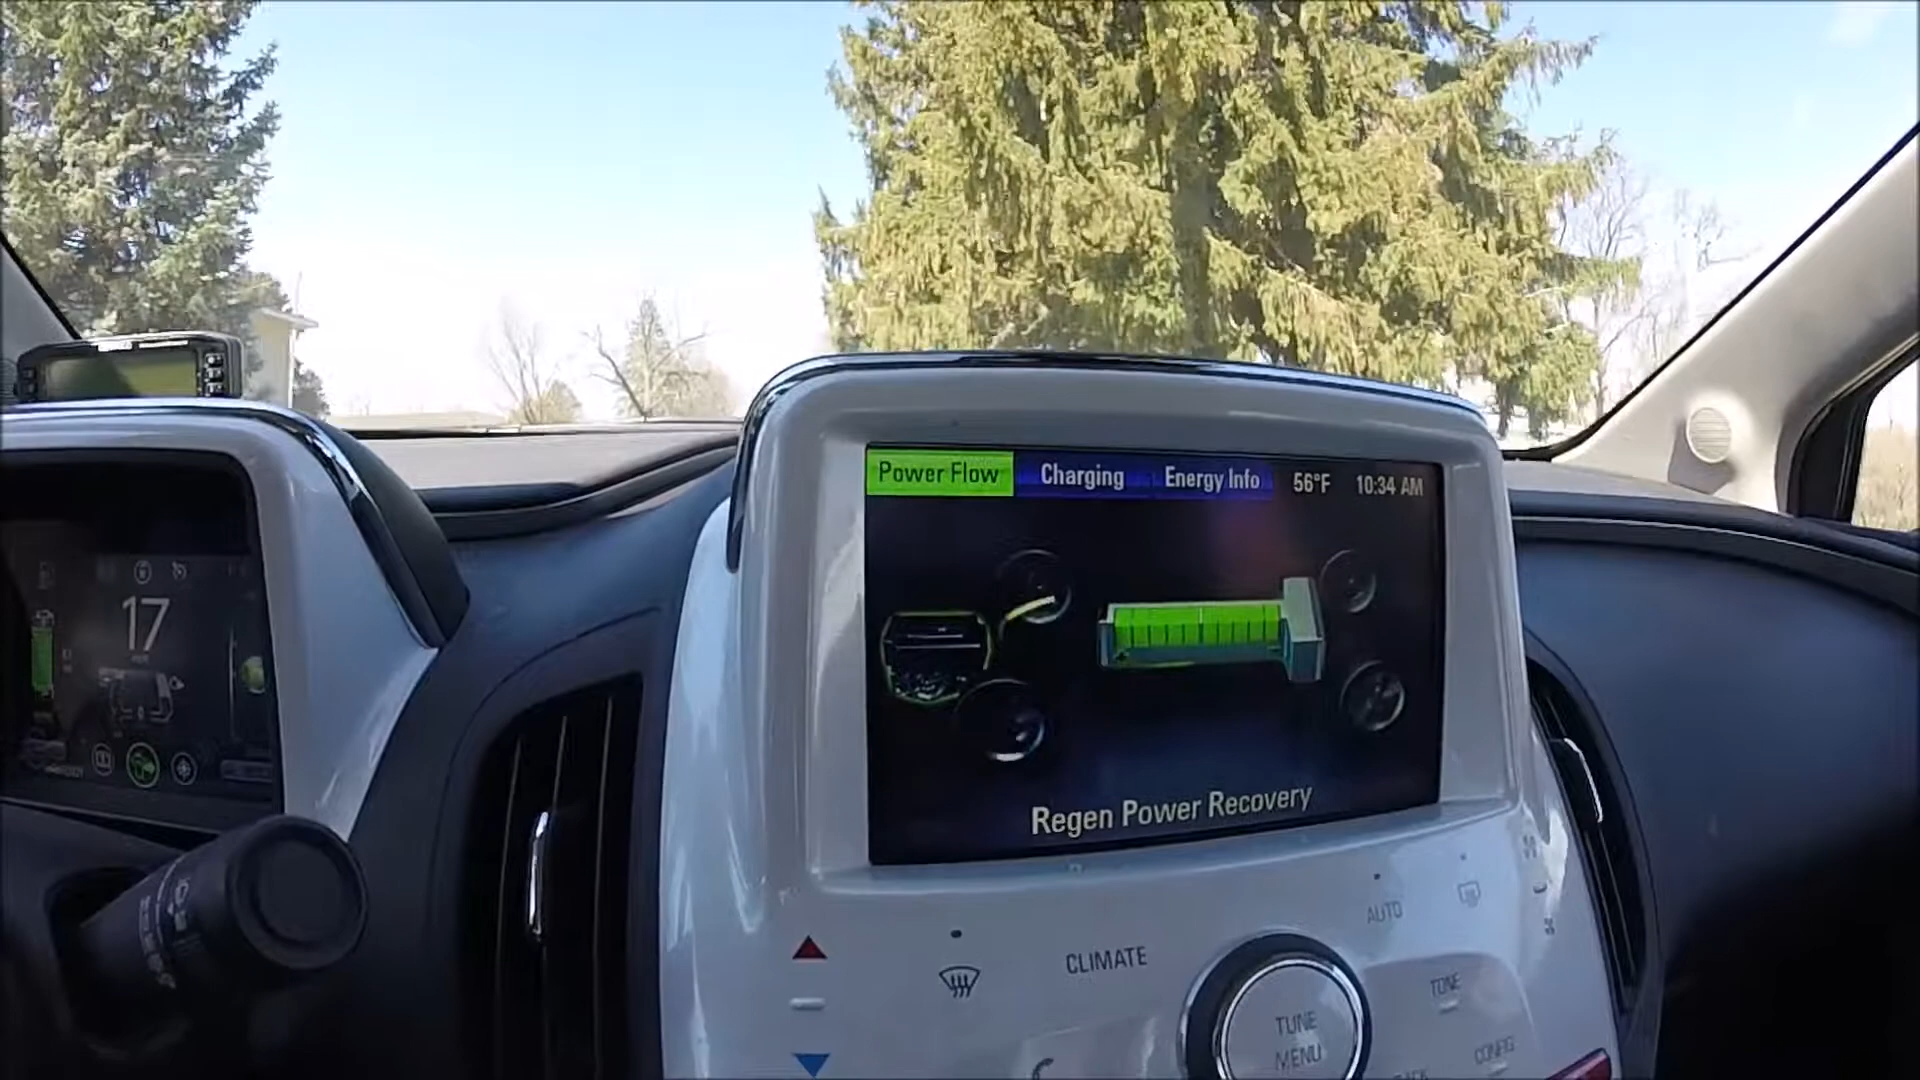 Power Flow Charging Energy Info 56°F 10:34 AM
17
Regen Power Recovery
AUTO
CLIMATE
TONE
TUNE
MENU
CONFIG